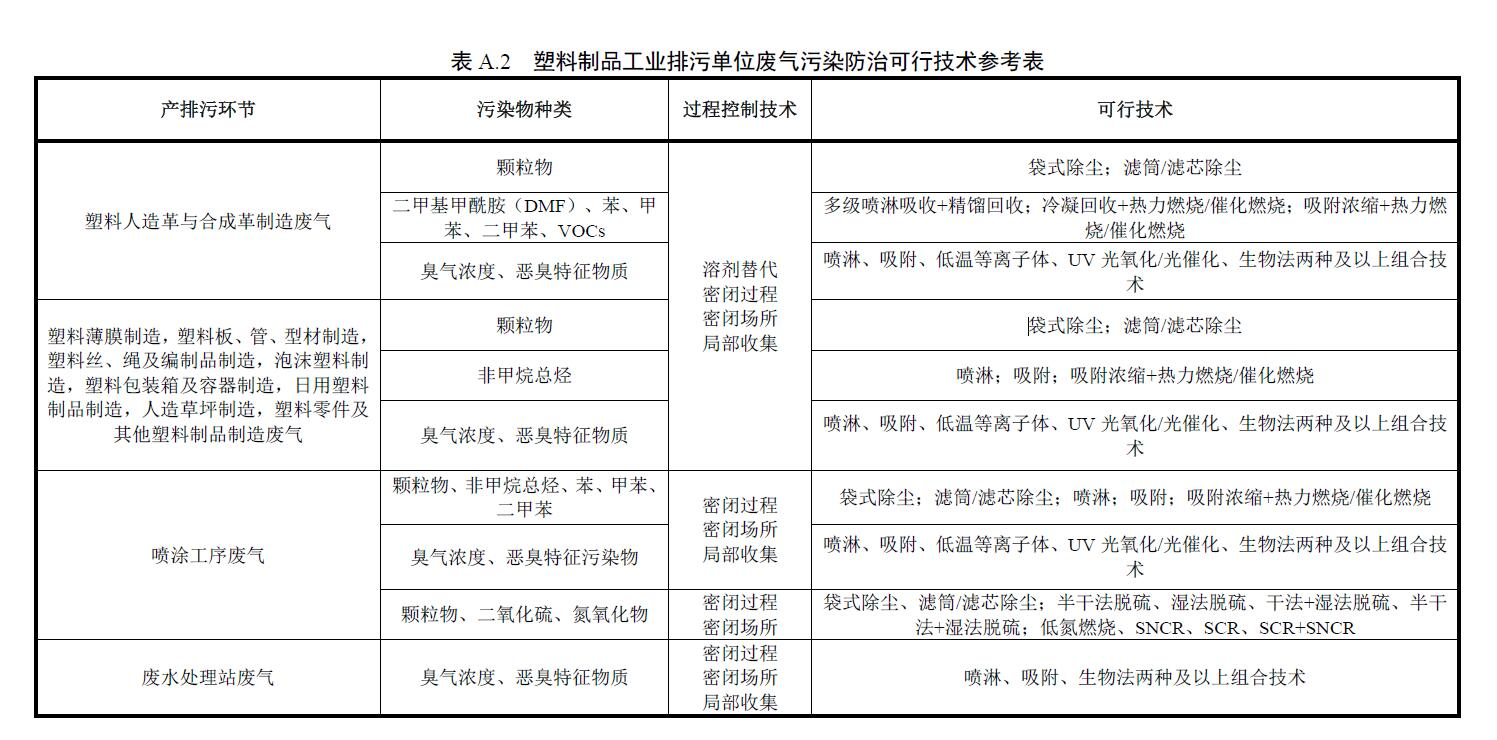 表 A.2 塑料制品工业排污单位废气污染防治可行技术参考表
产排污环节
污染物种类
过程控制技术
可行技术
塑料人造革与合成革制造废气
颗粒物
溶剂替代
密闭过程
密闭场所
局部收集
袋式除尘；滤筒/滤芯除尘
二甲基甲酰胺（DMF）、苯、甲
苯、二甲苯、VOCs
多级喷淋吸收+精馏回收；冷凝回收+热力燃烧/催化燃烧；吸附浓缩+热力燃
烧/催化燃烧
臭气浓度、恶臭特征物质
喷淋、吸附、低温等离子体、UV 光氧化/光催化、生物法两种及以上组合技
术
塑料薄膜制造，塑料板、管、型材制造，
塑料丝、绳及编制品制造，泡沫塑料制
造，塑料包装箱及容器制造，日用塑料
制品制造，人造草坪制造，塑料零件及
其他塑料制品制造废气
颗粒物
袋式除尘；滤筒/滤芯除尘
非甲烷总烃
喷淋；吸附；吸附浓缩+热力燃烧/催化燃烧
臭气浓度、恶臭特征物质
喷淋、吸附、低温等离子体、UV 光氧化/光催化、生物法两种及以上组合技
术
喷涂工序废气
颗粒物、非甲烷总烃、苯、甲苯、
二甲苯
密闭过程
密闭场所
局部收集
袋式除尘；滤筒/滤芯除尘；喷淋；吸附；吸附浓缩+热力燃烧/催化燃烧
臭气浓度、恶臭特征污染物
喷淋、吸附、低温等离子体、UV 光氧化/光催化、生物法两种及以上组合技
术
颗粒物、二氧化硫、氮氧化物
密闭过程
密闭场所
袋式除尘、滤筒/滤芯除尘；半干法脱硫、湿法脱硫、干法+湿法脱硫、半干
法+湿法脱硫；低氮燃烧、SNCR、SCR、SCR+SNCR
废水处理站废气
臭气浓度、恶臭特征物质
密闭过程
密闭场所
局部收集
喷淋、吸附、生物法两种及以上组合技术